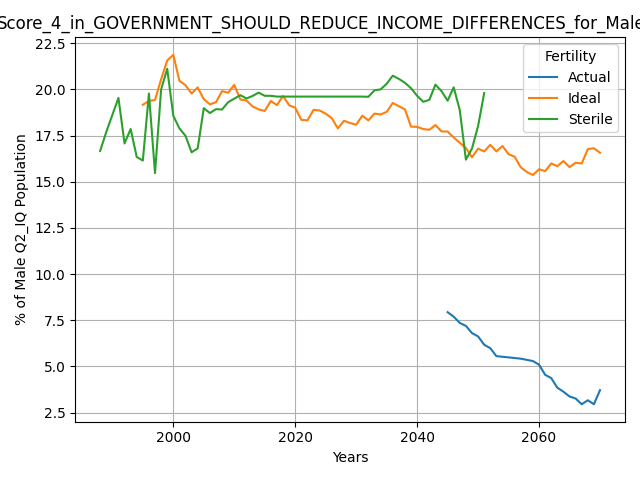 Score_4_in_GOVERNMENT_SHOULD_REDUCE_INCOME_DIFFERENCES_for_Male
Fertility
Actual
Ideal
Sterile
% of Male Q2_IQ Population
22.5
20.0
17.5
15.0
12.5
10.0
7.5
5.0
2.5
2000
2020
2040
2060
Years